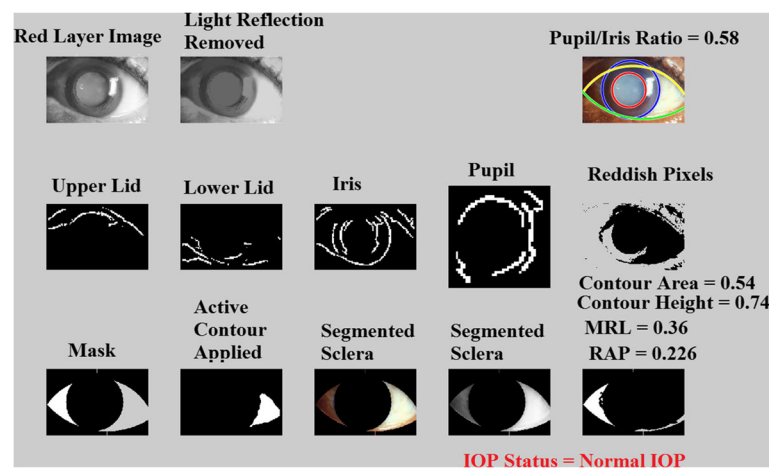 Red Layer Image
Light Reflection
Removed
Pupil/Iris Ratio = 0.58
Upper Lid
Lower Lid
Iris
Pupil
Reddish Pixels
Contour Area = 0.54
Contour Height = 0.74
Mask
Active
Contour
Applied
Segmented
Sclera
Segmented
Sclera
MRL = 0.36
RAP = 0.226
IOP Status = Normal IOP